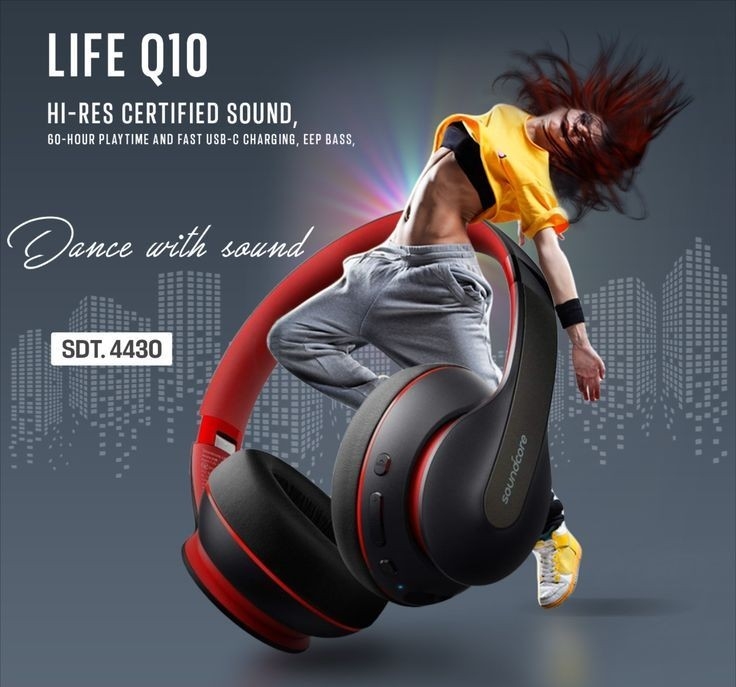 LIFE Q10
HI-RES CERTIFIED SOUND,
60-HOUR PLAYTIME AND FAST USB-C CHARGING, EEP BASS,
Dance with sound
SDT. 4430
soundcore